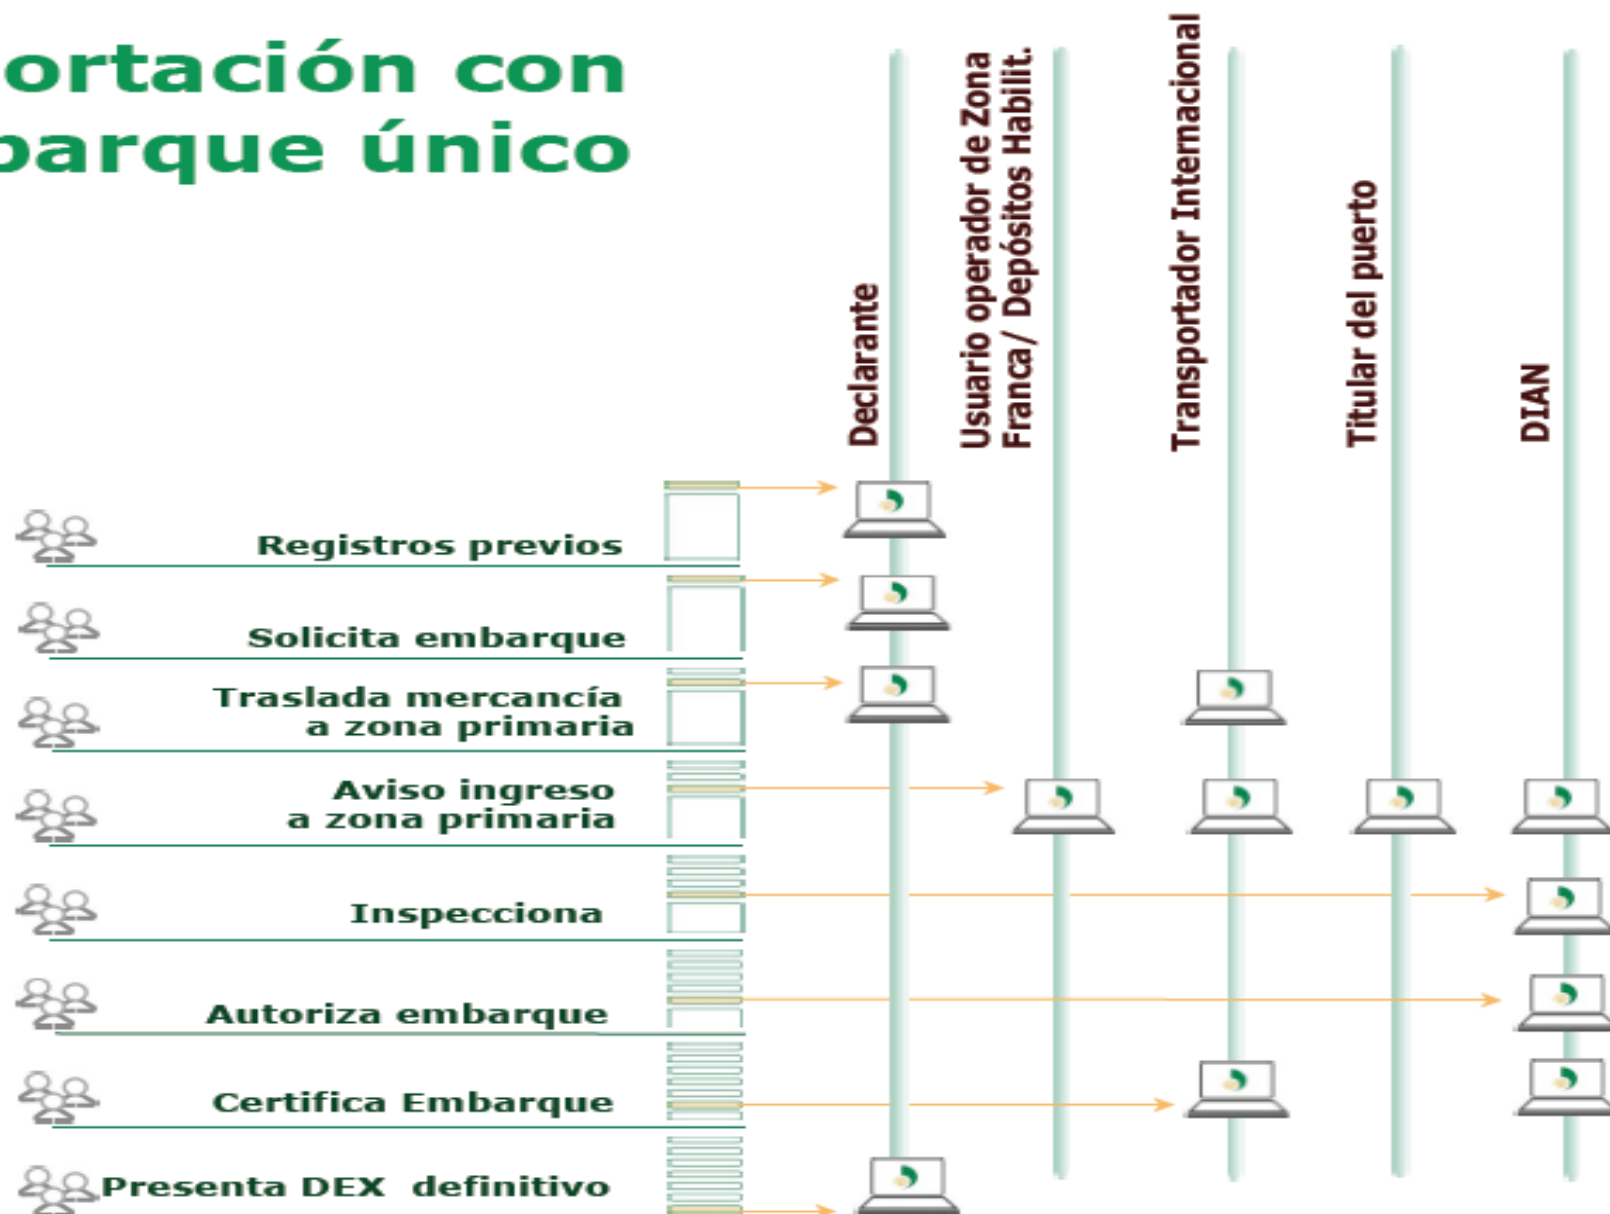 ortación con
barque único
Declarante
Usuario operador de Zona
Franca/ Depósitos Habilit.
Transportador Internacional
Titular del puerto
DIAN
Registros previos
Solicita embarque
Traslada mercancía
a zona primaria
Aviso ingreso
a zona primaria
Inspecciona
Autoriza embarque
Certifica Embarque
Presenta DEX definitivo